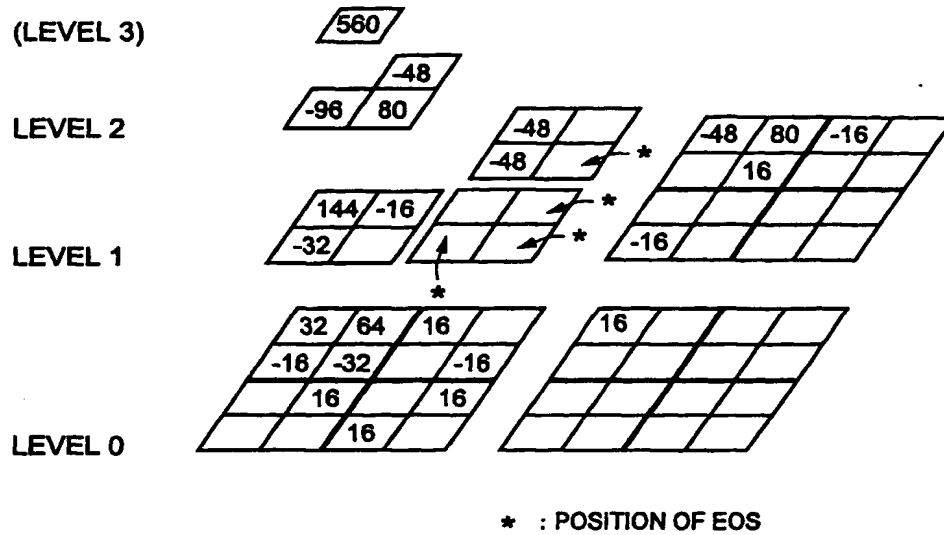 (LEVEL 3)
560
-48
-96 80
LEVEL 2
-48
-48
*
-48 80 -16
16
-16
144 -16
-32
*
*
LEVEL 1
*
32 64 16
-16 -32 -16
16 16
16
16
LEVEL 0
* : POSITION OF EOS